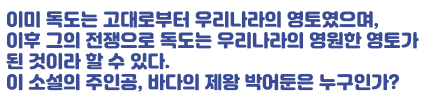 이미 독도는 고대로부터 우리나라의 영토였으며,
이후 그의 전쟁으로 독도는 우리나라의 영원한 영토가
된 것이라 할 수 있다.
이 소설의 주인공, 바다의 제왕 박어둔은 누구인가?